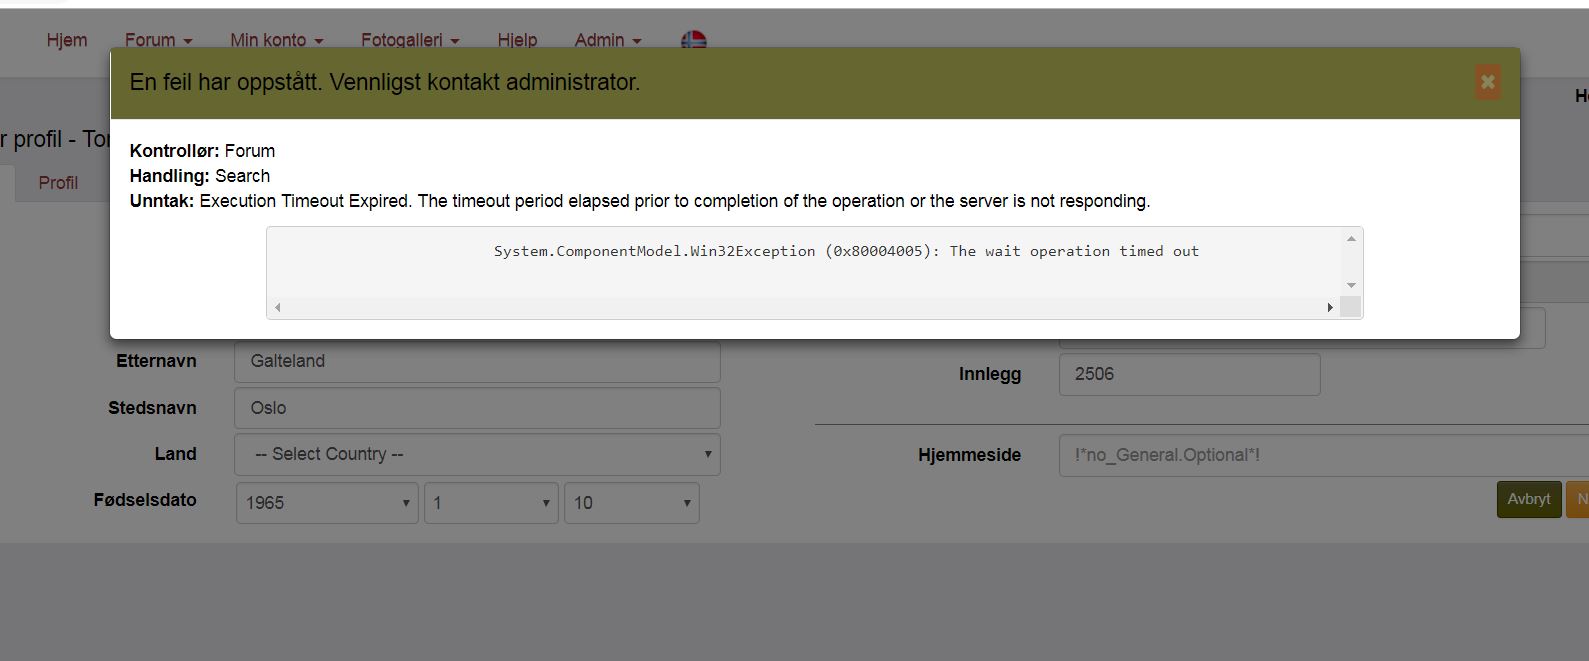 Hjem Forum Min konto Fotogalleri Hjelp Admin
En feil har oppstått. Vennligst kontakt administrator.
r profil - Tor
Profil
Kontrollør: Forum
Handling: Search
Unntak: Execution Timeout Expired. The timeout period elapsed prior to completion of the operation or the server is not responding.
System.ComponentModel.Win32Exception (0x80004005): The wait operation timed out
Etternavn Galteland
Innlegg 2506
Stedsnavn Oslo
Land -- Select Country --
Hjemmeside !*no_General.Optional*!
Fødselsdato 1965 1 10
Avbryt N